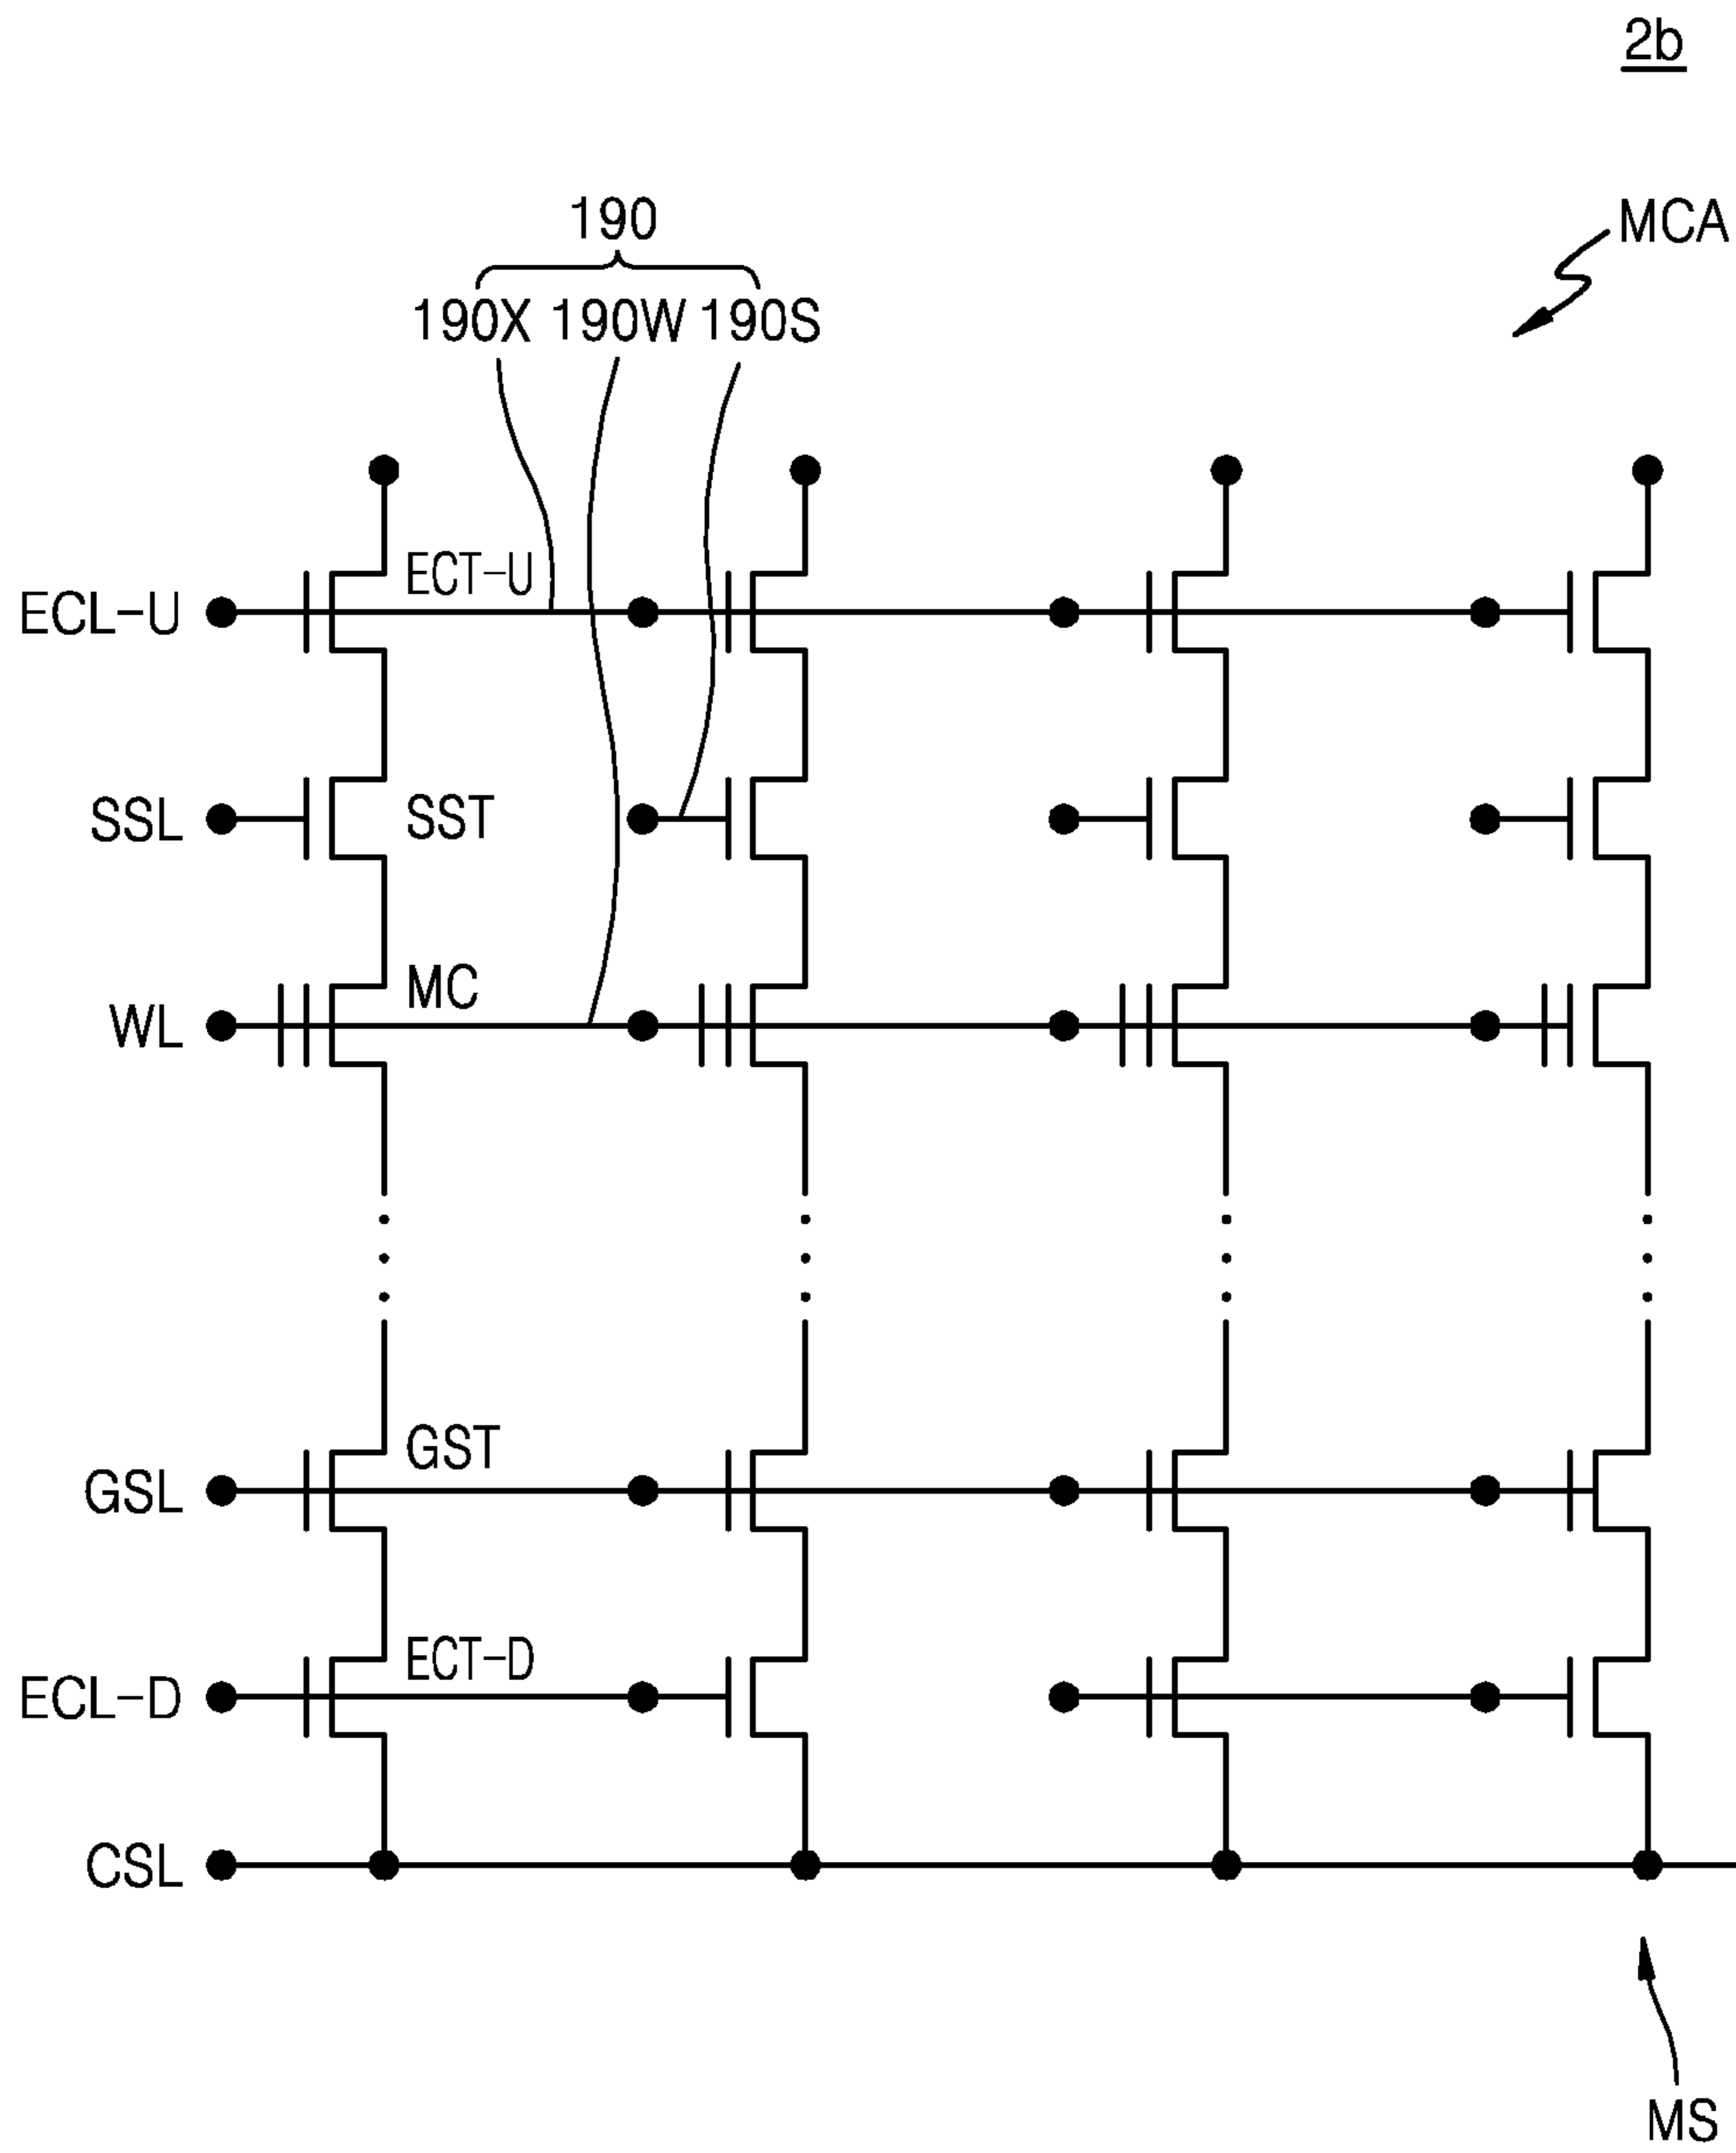 2b
MCA
190
190X 190W 190S
ECT-U
ECL-U
SSL
SST
MC
WL
GST
GSL
ECT-D
ECL-D
CSL
MS